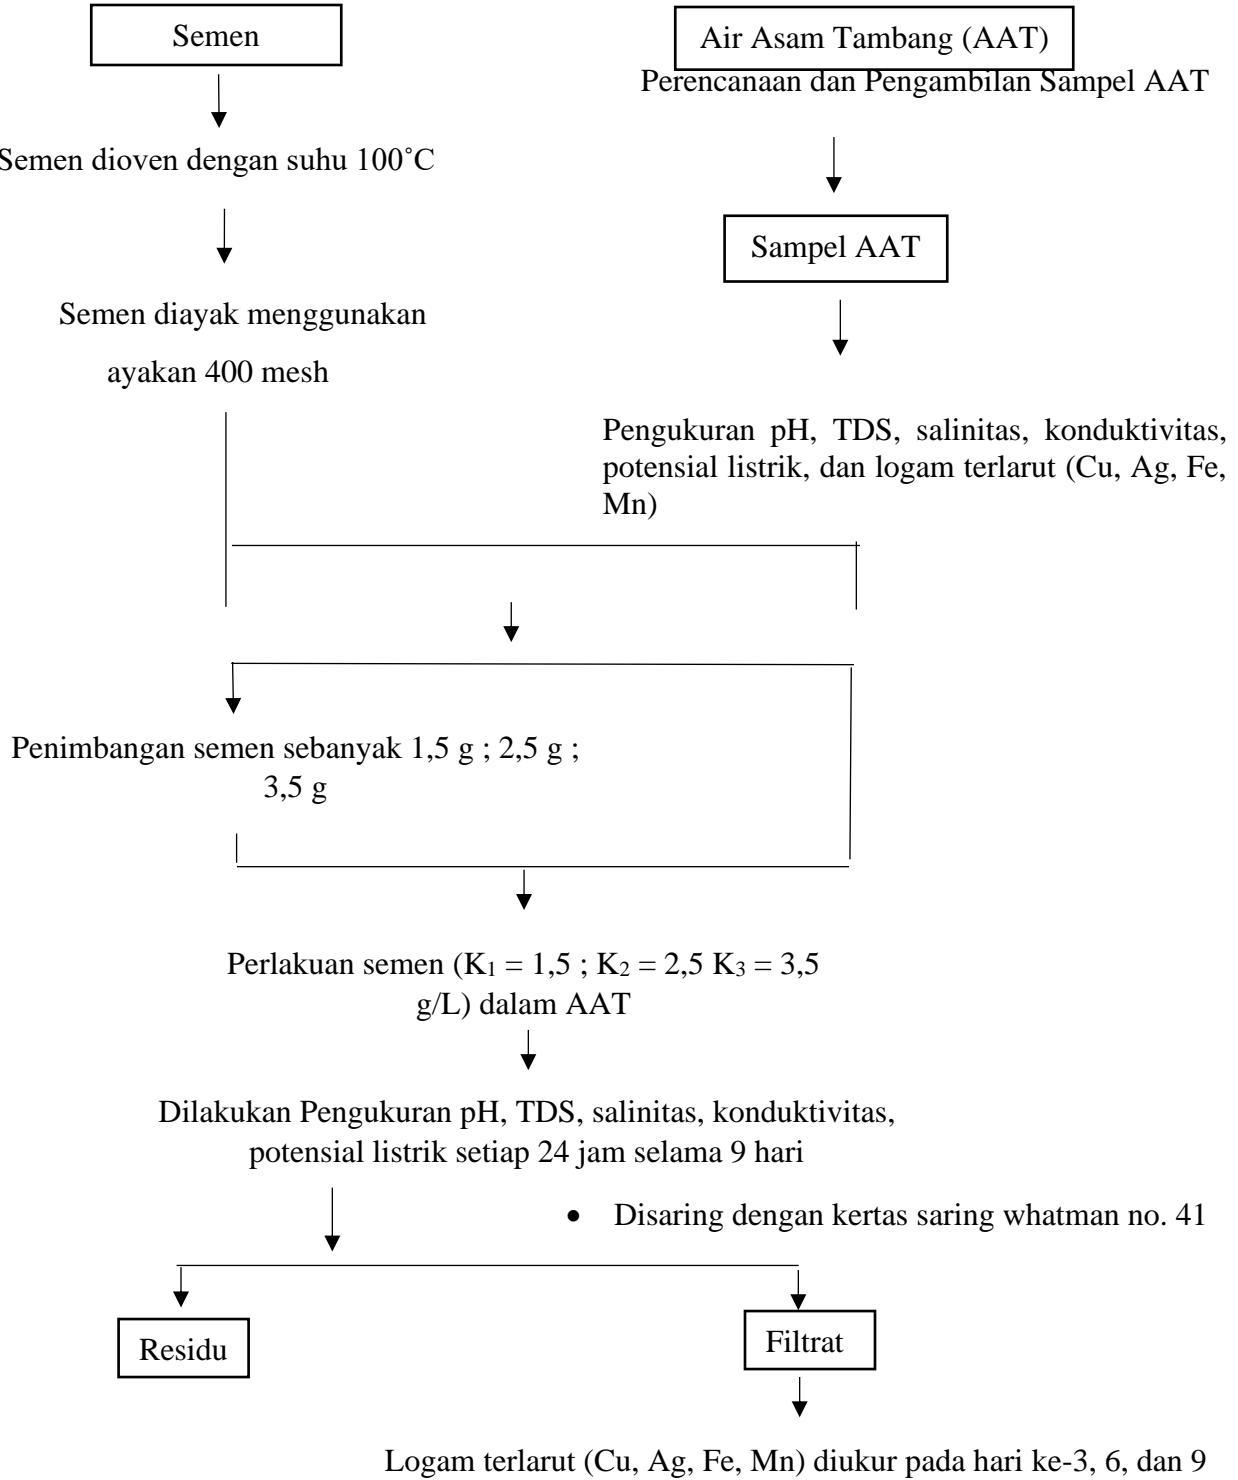 Semen
Air Asam Tambang (AAT)
Perencanaan dan Pengambilan Sampel AAT
Semen dioven dengan suhu 100˚C
Sampel AAT
Semen diayak menggunakan
ayakan 400 mesh
Pengukuran pH, TDS, salinitas, konduktivitas,
potensial listrik, dan logam terlarut (Cu, Ag, Fe,
Mn)
Penimbangan semen sebanyak 1,5 g ; 2,5 g ;
3,5 g
Perlakuan semen (K₁ = 1,5 ; K₂ = 2,5 K₃ = 3,5
g/L) dalam AAT
Dilakukan Pengukuran pH, TDS, salinitas, konduktivitas,
potensial listrik setiap 24 jam selama 9 hari
• Disaring dengan kertas saring whatman no. 41
Residu
Filtrat
Logam terlarut (Cu, Ag, Fe, Mn) diukur pada hari ke-3, 6, dan 9